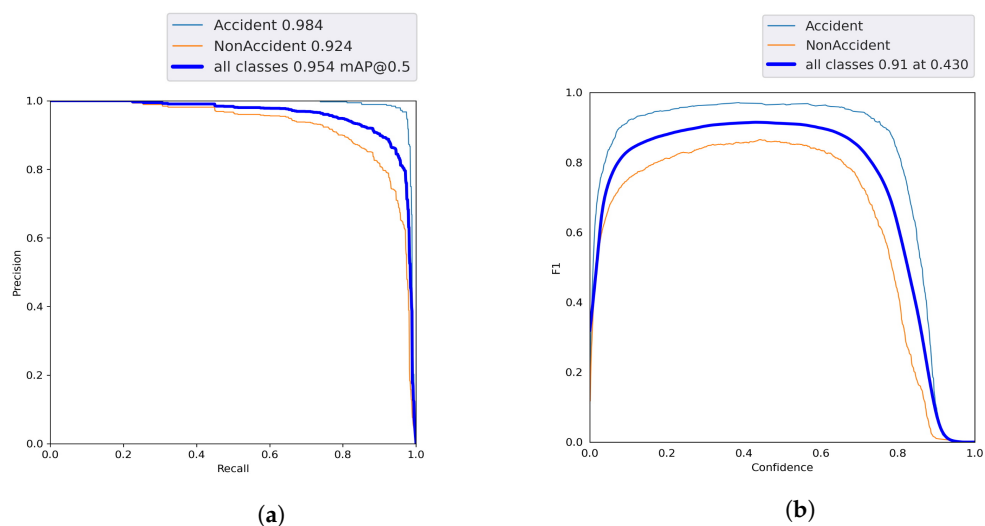 Accident 0.984
NonAccident 0.924
all classes 0.954 mAP@0.5
1.0
0.8
0.6
0.4
0.2
0.0
Precision
0.0 0.2 0.4 0.6 0.8 1.0
Recall
(a)
Accident
NonAccident
all classes 0.91 at 0.430
1.0
0.8
0.6
0.4
0.2
0.0
F1
0.0 0.2 0.4 0.6 0.8 1.0
Confidence
(b)